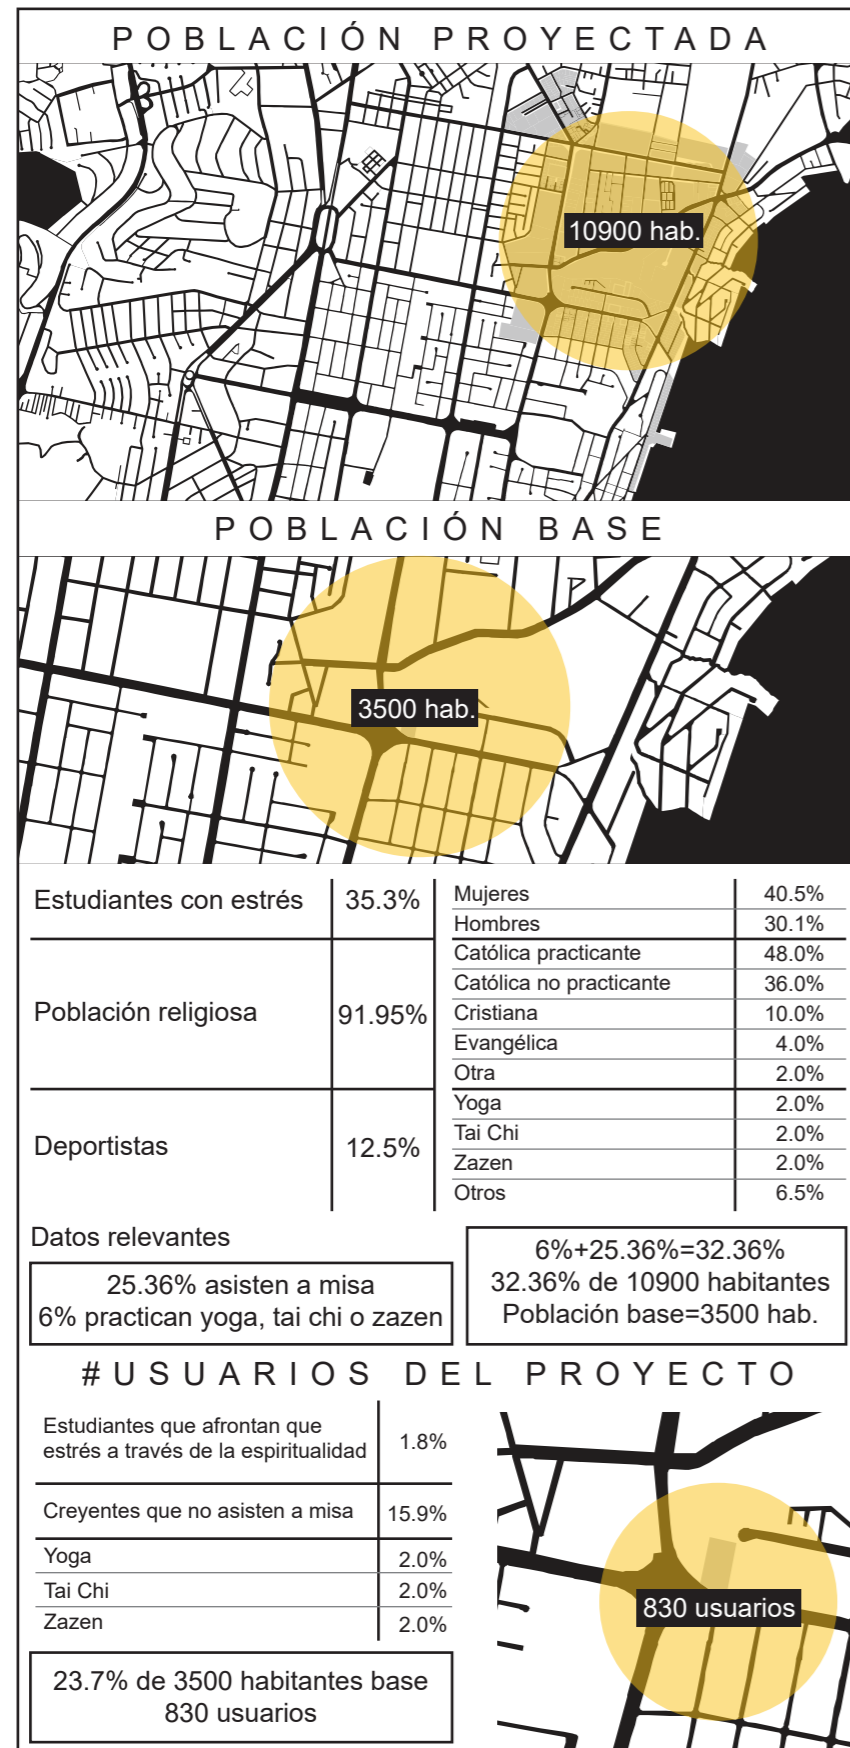 POBLACIÓN PROYECTADA
10900 hab.
POBLACIÓN BASE
3500 hab.
Estudiantes con estrés 35.3%
Mujeres 40.5%
Hombres 30.1%
Población religiosa 91.95%
Católica practicante 48.0%
Católica no practicante 36.0%
Cristiana 10.0%
Evangélica 4.0%
Otra 2.0%
Deportistas 12.5%
Yoga 2.0%
Tai Chi 2.0%
Zazen 2.0%
Otros 6.5%
Datos relevantes
25.36% asisten a misa
6% practican yoga, tai chi o zazen
6%+25.36%=32.36%
32.36% de 10900 habitantes
Población base=3500 hab.
#USUARIOS DEL PROYECTO
Estudiantes que afrontan que
estrés a través de la espiritualidad 1.8%
Creyentes que no asisten a misa 15.9%
Yoga 2.0%
Tai Chi 2.0%
Zazen 2.0%
23.7% de 3500 habitantes base
830 usuarios
830 usuarios